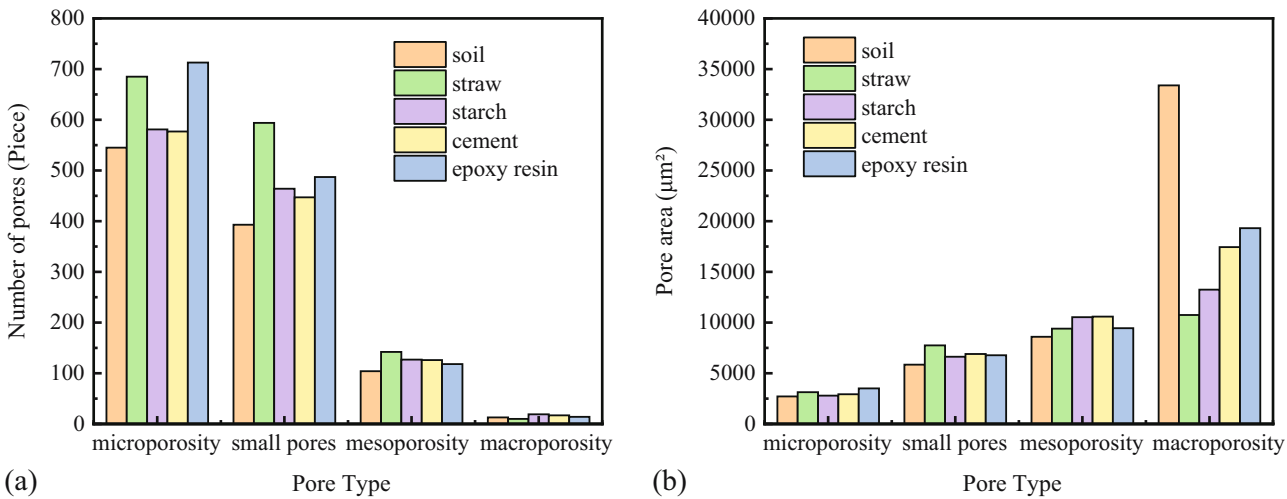 800
700
600
500
400
300
200
100
0
Number of pores (Piece)
soil
straw
starch
cement
epoxy resin
microporosity small pores mesoporosity macroporosity
Pore Type
(a)
40000
35000
30000
25000
20000
15000
10000
5000
0
Pore area (μm²)
soil
straw
starch
cement
epoxy resin
microporosity small pores mesoporosity macroporosity
Pore Type
(b)